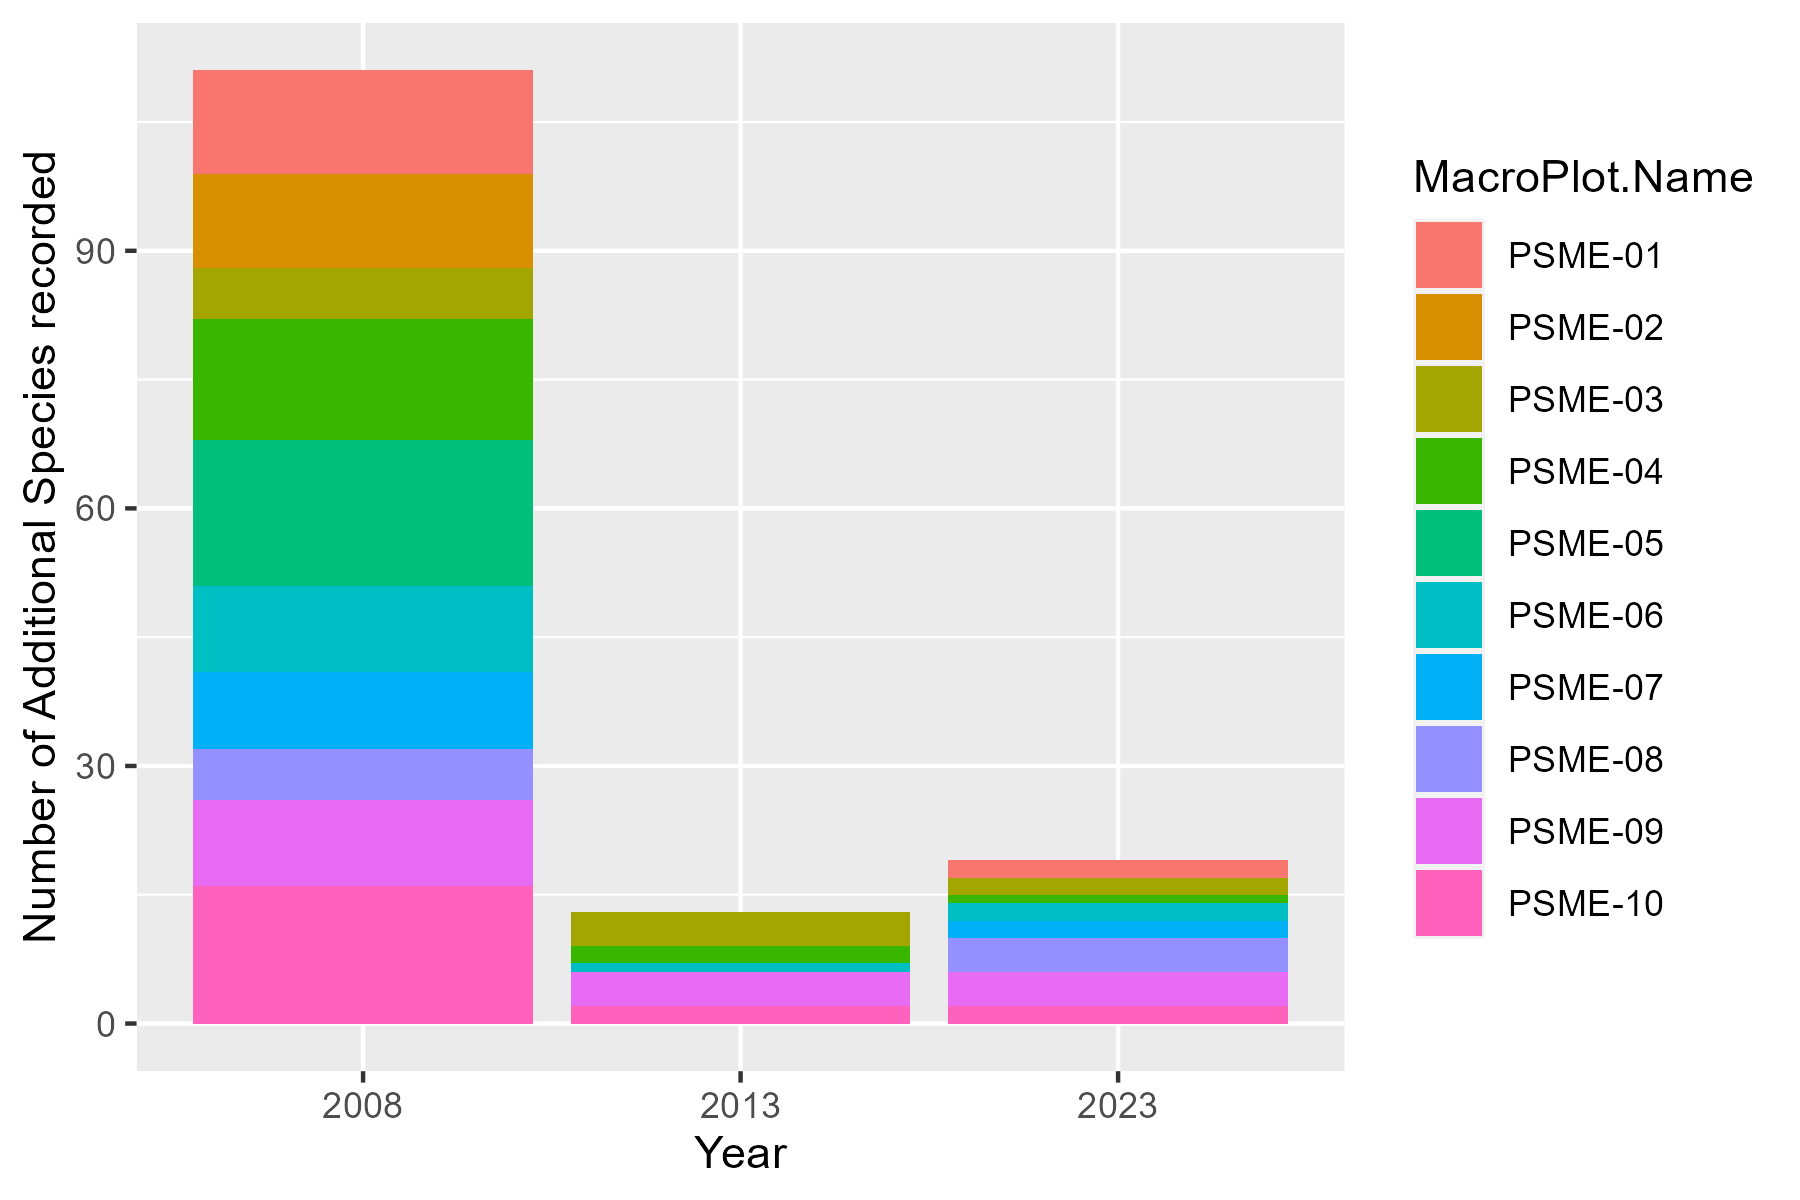 Number of Additional Species recorded
90
60
30
0
2008
2013
2023
Year
MacroPlot.Name
PSME-01
PSME-02
PSME-03
PSME-04
PSME-05
PSME-06
PSME-07
PSME-08
PSME-09
PSME-10